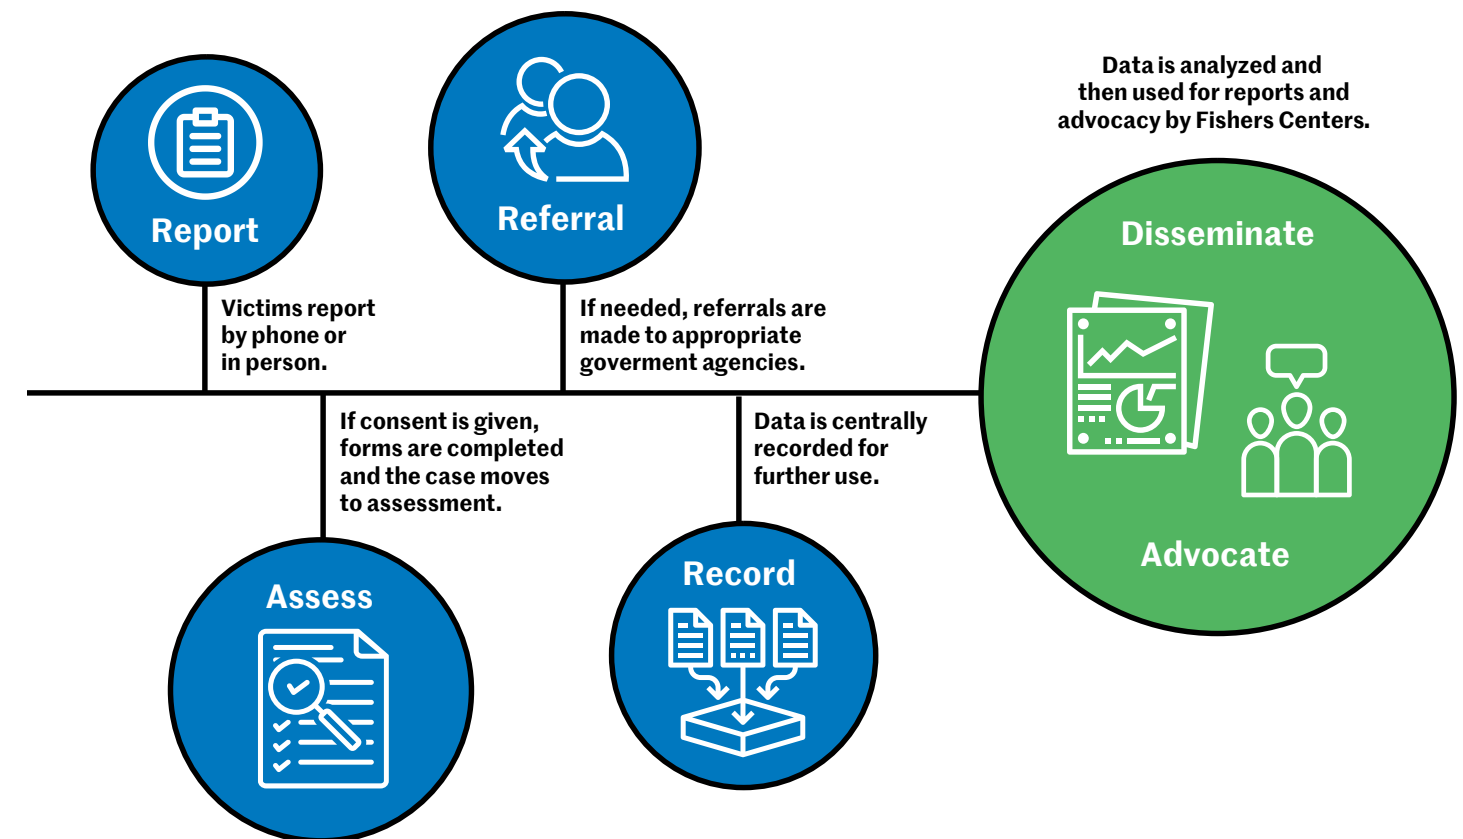 Report
Victims report
by phone or
in person.
Assess
If consent is given,
forms are completed
and the case moves
to assessment.
Referral
If needed, referrals are
made to appropriate
goverment agencies.
Record
Data is centrally
recorded for
further use.
Data is analyzed and
then used for reports and
advocacy by Fishers Centers.
Disseminate
Advocate